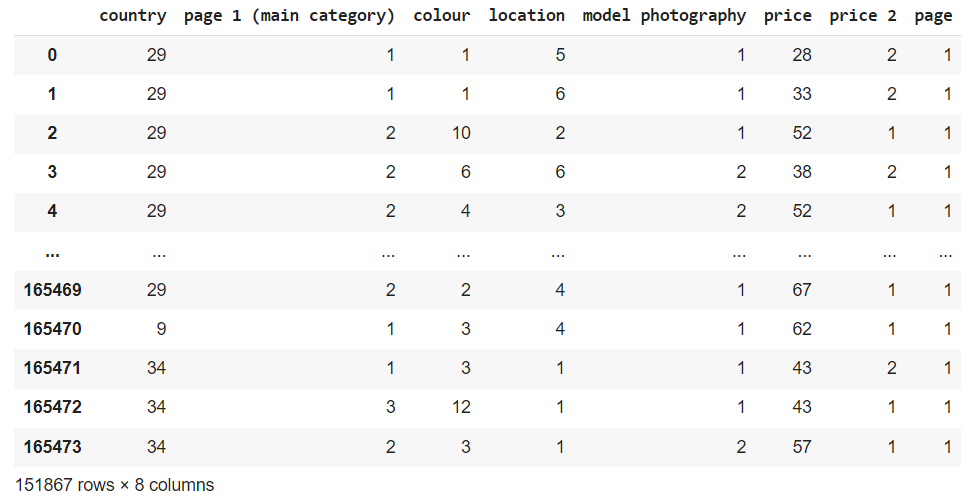 country page 1 (main category) colour location model photography price price 2 page
0 29 1 1 5 1 28 2 1
1 29 1 1 6 1 33 2 1
2 29 2 10 2 1 52 1 1
3 29 2 6 6 2 38 2 1
4 29 2 4 3 2 52 1 1
... ... ... ... ... ... ... ... ...
165469 29 2 2 4 1 67 1 1
165470 9 1 3 4 1 62 1 1
165471 34 1 3 1 1 43 2 1
165472 34 3 12 1 1 43 1 1
165473 34 2 3 1 2 57 1 1
151867 rows × 8 columns